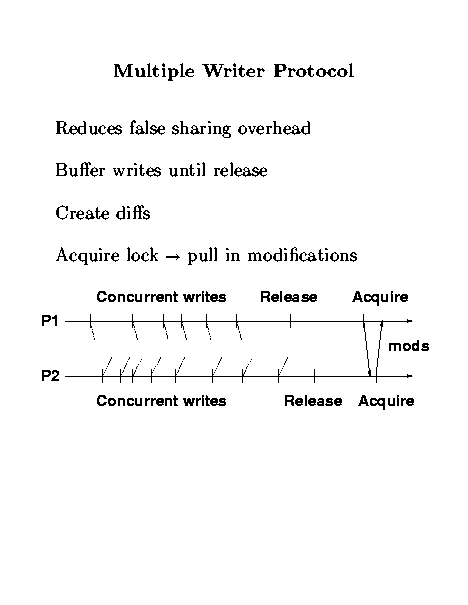 Multiple Writer Protocol
Reduces false sharing overhead
Buffer writes until release
Create diffs
Acquire lock → pull in modifications
Concurrent writes Release Acquire
P1
mods
P2
Concurrent writes Release Acquire